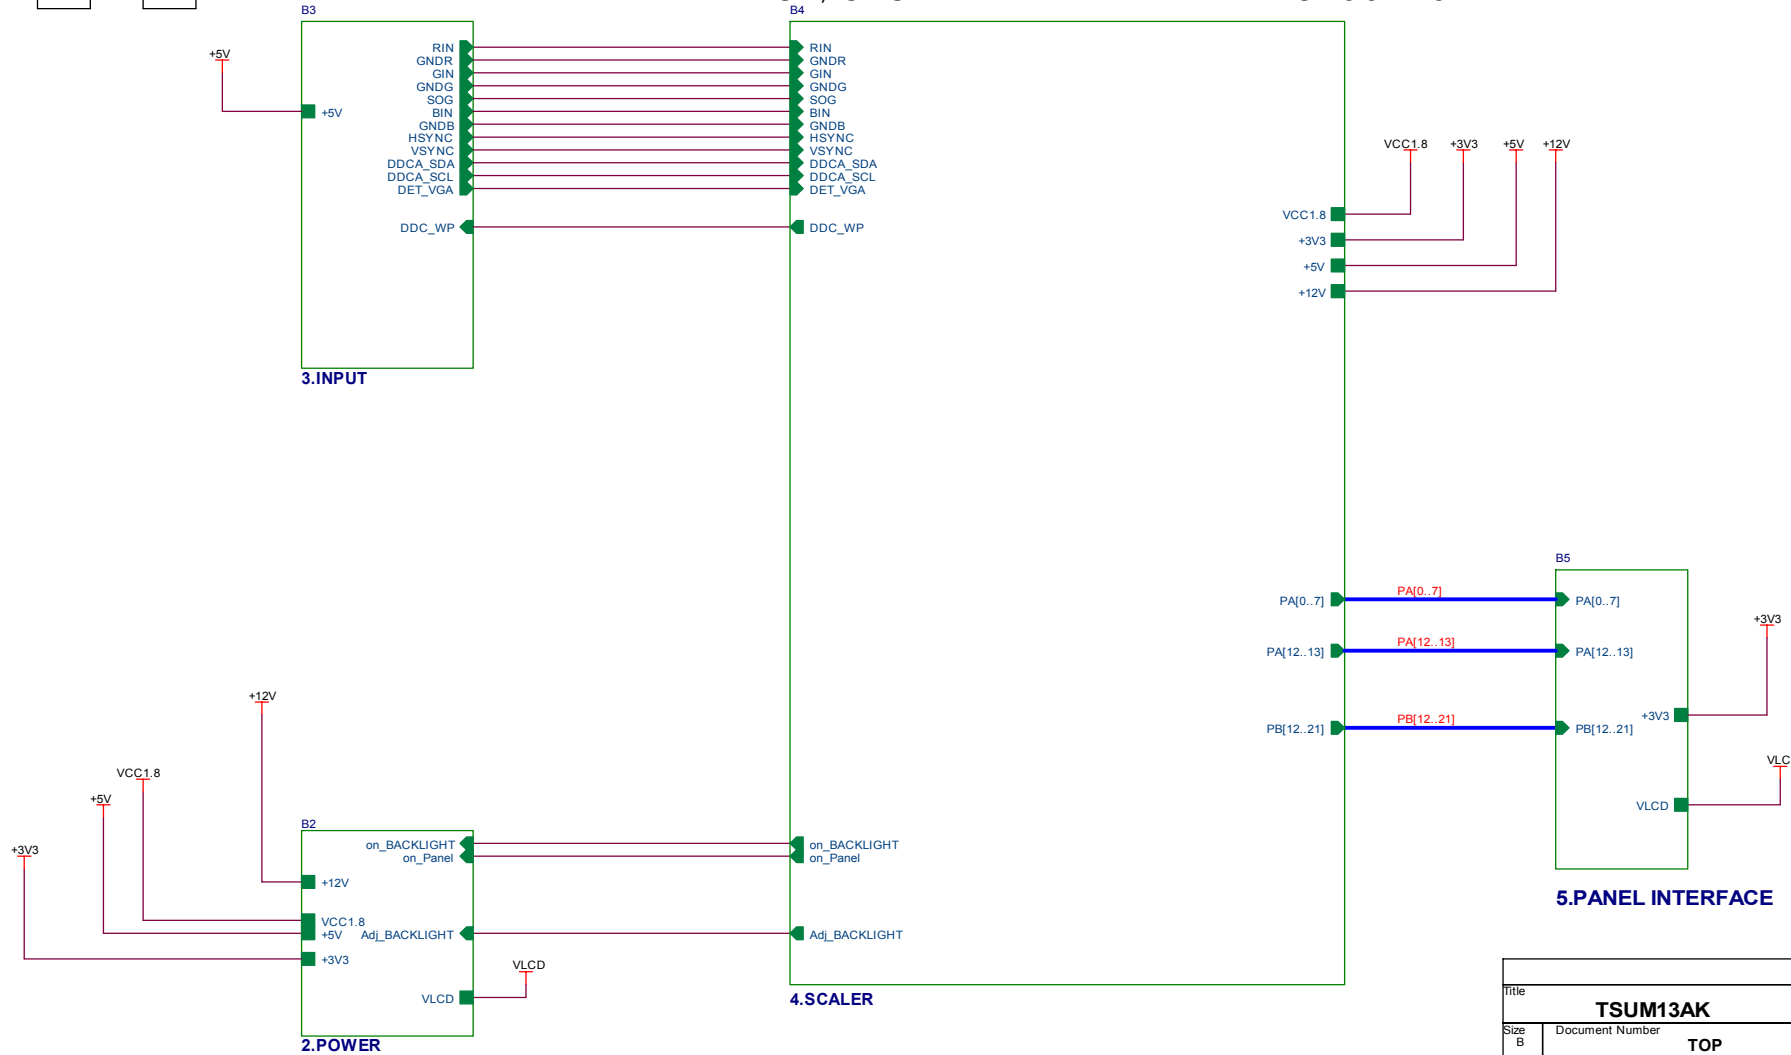 B3
B4
+5V
+5V
RIN
GNDR
GIN
GNDG
SOG
BIN
GNDB
HSYNC
VSYNC
DDCA_SDA
DDCA_SCL
DET_VGA
DDC_WP
RIN
GNDR
GIN
GNDG
SOG
BIN
GNDB
HSYNC
VSYNC
DDCA_SDA
DDCA_SCL
DET_VGA
DDC_WP
VCC1.8
+3V3
+5V
+12V
VCC1.8
+3V3
+5V
+12V
3.INPUT
B5
PA[0..7]
PA[0..7]
PA[0..7]
PA[12..13]
PA[12..13]
PA[12..13]
PB[12..21]
PB[12..21]
PB[12..21]
+3V3
+3V3
VLCD
5.PANEL INTERFACE
+12V
VCC1.8
+5V
+3V3
B2
on_BACKLIGHT
on_Panel
+12V
VCC1.8
+5V
Adj_BACKLIGHT
+3V3
VLCD
VLCD
on_BACKLIGHT
on_Panel
Adj_BACKLIGHT
4.SCALER
2.POWER
Title
TSUM13AK
Size
B
Document Number
TOP